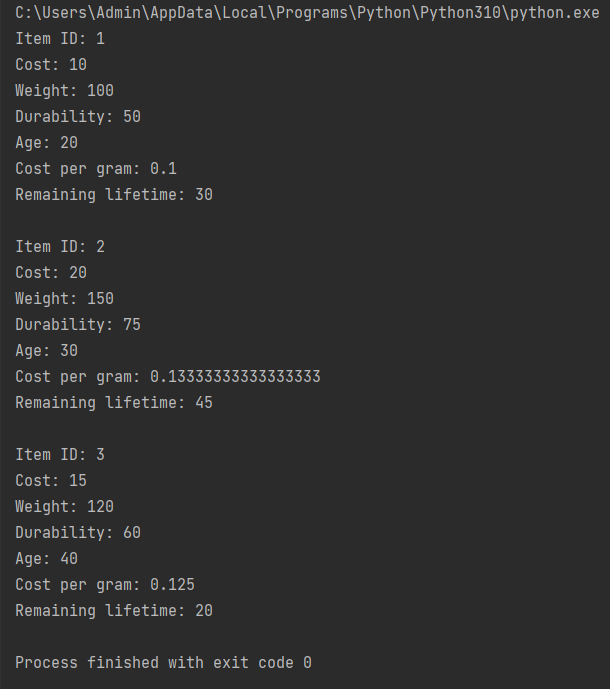 C:\Users\Admin\AppData\Local\Programs\Python\Python310\python.exe
Item ID: 1
Cost: 10
Weight: 100
Durability: 50
Age: 20
Cost per gram: 0.1
Remaining lifetime: 30
Item ID: 2
Cost: 20
Weight: 150
Durability: 75
Age: 30
Cost per gram: 0.13333333333333333
Remaining lifetime: 45
Item ID: 3
Cost: 15
Weight: 120
Durability: 60
Age: 40
Cost per gram: 0.125
Remaining lifetime: 20
Process finished with exit code 0